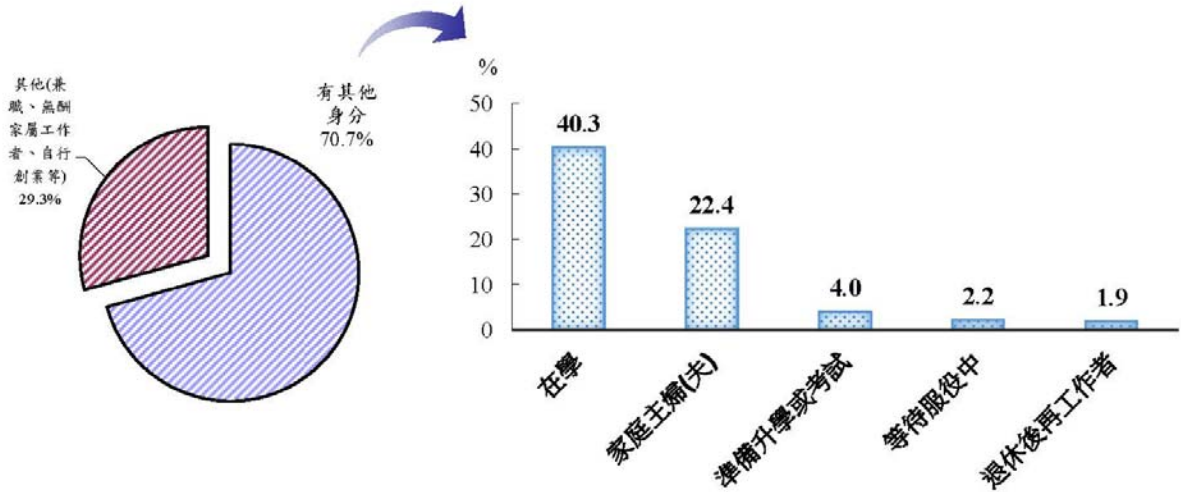 其他(兼
職、無酬
家屬工作
者、自行
創業等)
29.3%
有其他
身分
70.7%
%
50
40
30
20
10
0
40.3
22.4
4.0
2.2
1.9
在學
家庭主婦(夫)
準備升學或考試
等待服役中
退休後再工作者